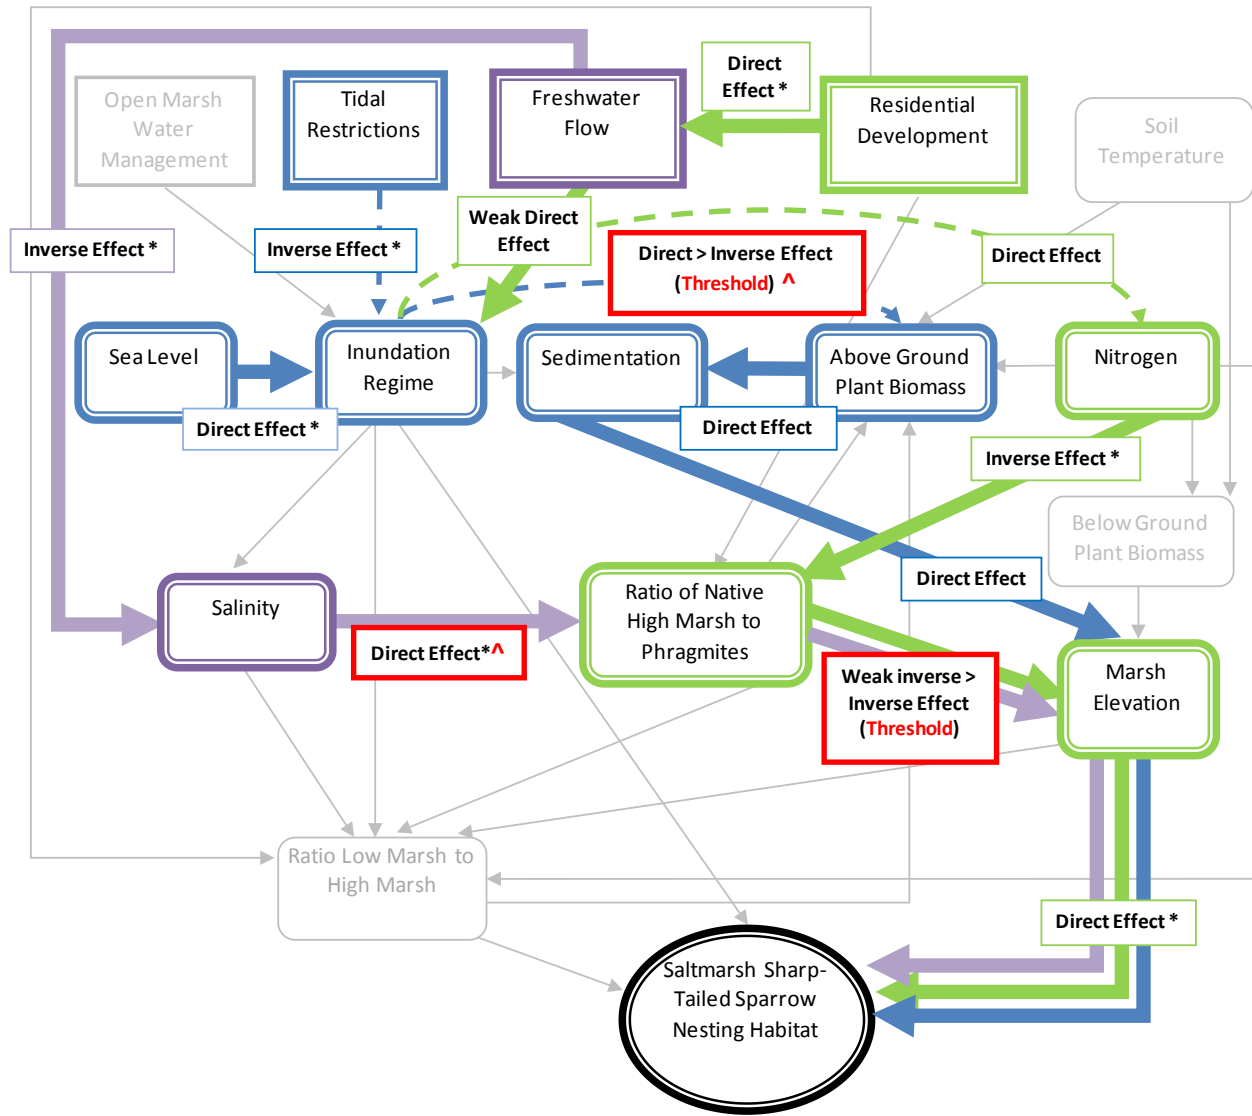 Open Marsh
Water
Management
Tidal
Restrictions
Freshwater
Flow
Direct
Effect *
Residential
Development
Soil
Temperature
Inverse Effect *
Inverse Effect *
Weak Direct
Effect
Direct > Inverse Effect
(Threshold) ^
Direct Effect
Sea Level
Inundation
Regime
Sedimentation
Above Ground
Plant Biomass
Nitrogen
Direct Effect *
Direct Effect
Inverse Effect *
Below Ground
Plant Biomass
Salinity
Direct Effect*^
Ratio of Native
High Marsh to
Phragmites
Direct Effect
Weak inverse >
Inverse Effect
(Threshold)
Marsh
Elevation
Ratio Low Marsh to
High Marsh
Direct Effect *
Saltmarsh Sharp-
Tailed Sparrow
Nesting Habitat